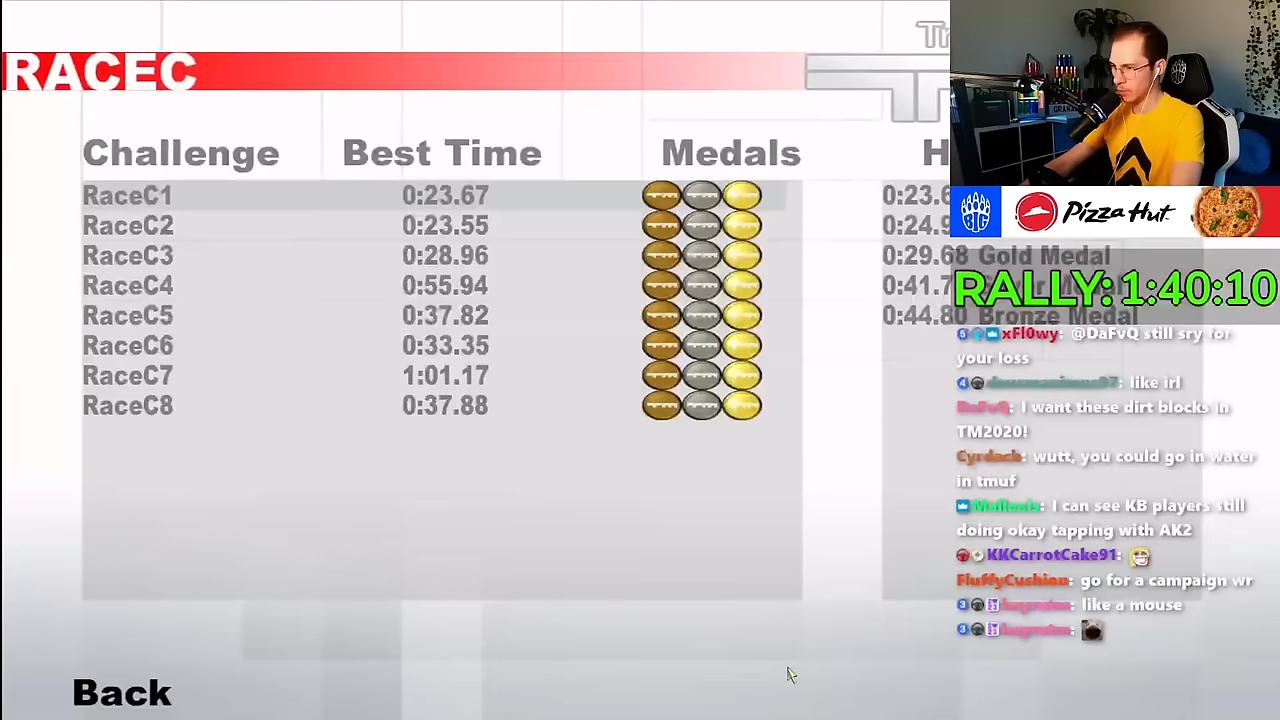 RACEC
Challenge Best Time Medals
RaceC1 0:23.67
RaceC2 0:23.55
RaceC3 0:28.96 0:29.68 Gold Medal
RaceC4 0:55.94
RaceC5 0:37.82 0:44.80 Bronze Medal
RaceC6 0:33.35
RaceC7 1:01.17
RaceC8 0:37.88
Back
BIG Pizza Hut
RALLY: 1:40:10
xFl0wy: @DaFvQ still sry for
your loss
: like irl
DaFvQ: I want these dirt blocks in
TM2020!
Cyrdach: wutt, you could go in water
in tmuf
: I can see KB players still
doing okay tapping with AK2
KKCarrotCake91:
FluffyCushion: go for a campaign wr
: like a mouse